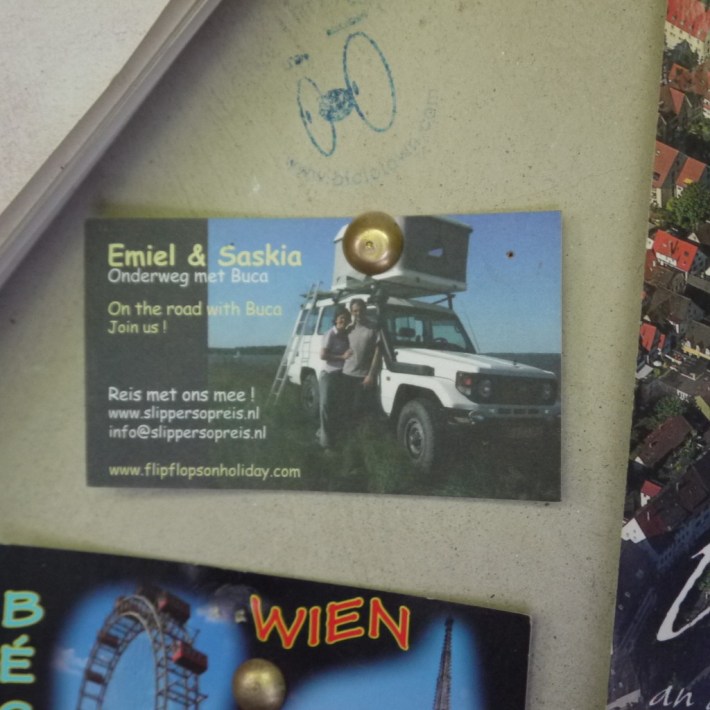 Emiel & Saskia
Onderweg met Buca
On the road with Buca
Join us !
Reis met ons mee !
www.slippersopreis.nl
info@slippersopreis.nl
www.flipflopsonholiday.com
WIEN
B
É
an